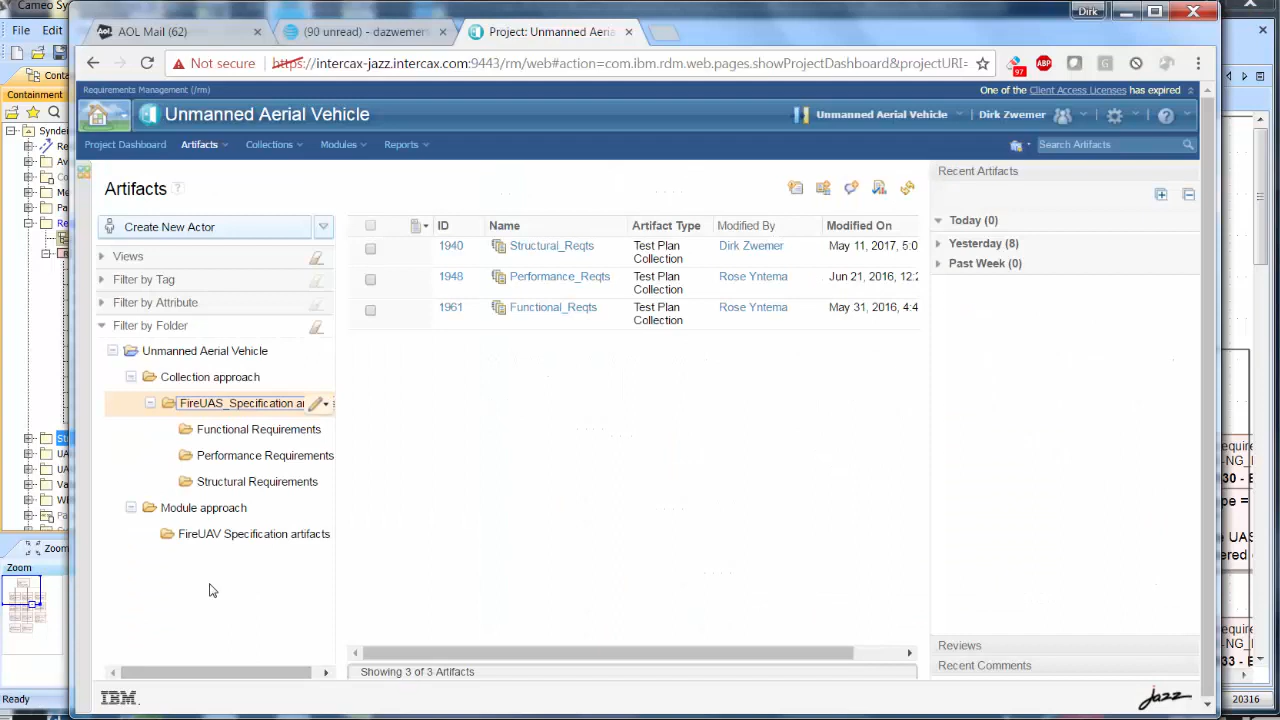 Cameo Sy
Dirk
File Edit
AOL Mail (62)
(90 unread) - dazwemer
Project: Unmanned Aeria
Not secure https://intercax-jazz.intercax.com:9443/rm/web#action=com.ibm.rdm.web.pages.showProjectDashboard&projectURI=
97
ABP
Conta
Containment
Requirements Management (/rm)
One of the Client Access Licenses has expired
Unmanned Aerial Vehicle
Unmanned Aerial Vehicle
Dirk Zwemer
Project Dashboard
Artifacts
Collections
Modules
Reports
Search Artifacts
Artifacts
Recent Artifacts
Create New Actor
ID Name Artifact Type Modified By Modified On
Today (0)
Yesterday (8)
Past Week (0)
1940 Structural_Reqts Test Plan Collection Dirk Zwemer May 11, 2017, 5:0
1948 Performance_Reqts Test Plan Collection Rose Yntema Jun 21, 2016, 12:2
1961 Functional_Reqts Test Plan Collection Rose Yntema May 31, 2016, 4:4
Views
Filter by Tag
Filter by Attribute
Filter by Folder
Unmanned Aerial Vehicle
Collection approach
FireUAS_Specification ar
Functional Requirements
Performance Requirements
Structural Requirements
Module approach
FireUAV Specification artifacts
Zoom
Zoom
Showing 3 of 3 Artifacts
Reviews
Recent Comments
IBM
jazz
Ready
20316